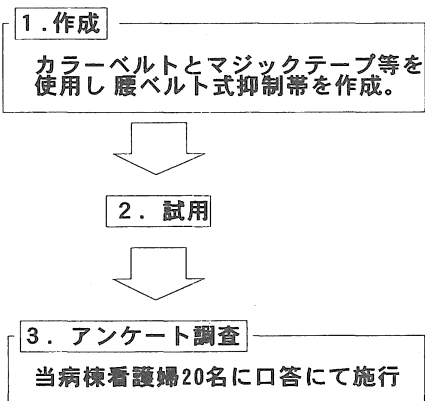 1.作成
カラーベルトとマジックテープ等を
使用し腰ベルト式抑制帯を作成。
2. 試用
3. アンケート調査
当病棟看護婦20名に口答にて施行